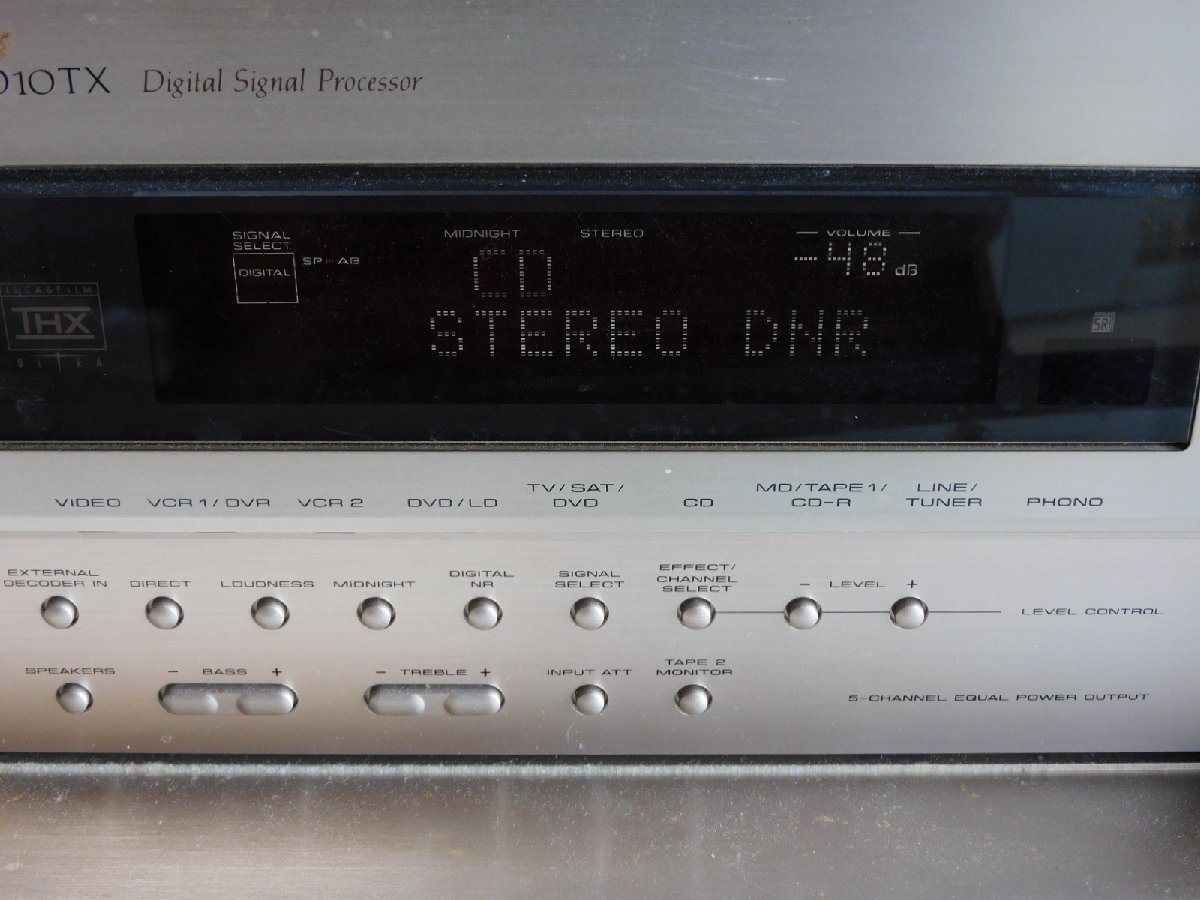 010TX Digital Signal Processor
SIGNAL
SELECT
DIGITAL
SP AB
MIDNIGHT STEREO
VOLUME
CD
-48 dB
STEREO DNR
LUCASFILM
THX
ULTRA
SR
VIDEO VCR 1/DVR VCR 2 DVD/LD TV/SAT/DVD CD MD/TAPE 1/CD-R LINE/TUNER PHONO
EXTERNAL DECODER IN
DIRECT
LOUDNESS
MIDNIGHT
DIGITAL NR
SIGNAL SELECT
EFFECT/CHANNEL SELECT
- LEVEL +
LEVEL CONTROL
SPEAKERS
- BASS +
- TREBLE +
INPUT ATT
TAPE 2 MONITOR
5-CHANNEL EQUAL POWER OUTPUT